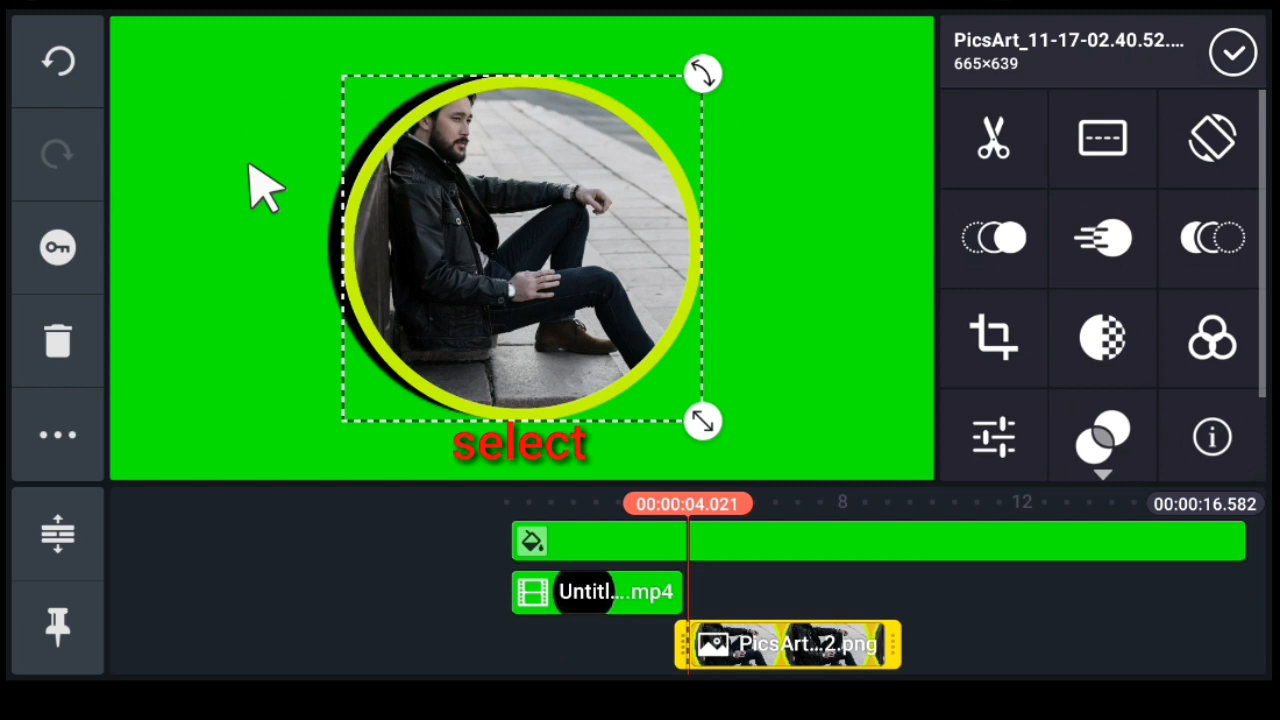 PicsArt_11-17-02.40.52....
665×639
select
00:00:04.021
8
12
00:00:16.582
Untitl....mp4
PicsArt...2.png